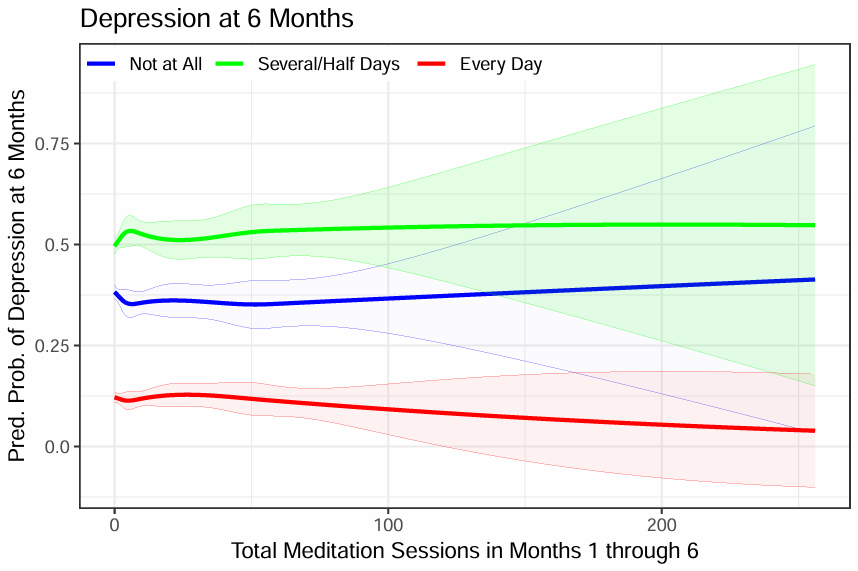 Depression at 6 Months
Not at All Several/Half Days Every Day
Pred. Prob. of Depression at 6 Months
0.75
0.5
0.25
0.0
0 100 200
Total Meditation Sessions in Months 1 through 6